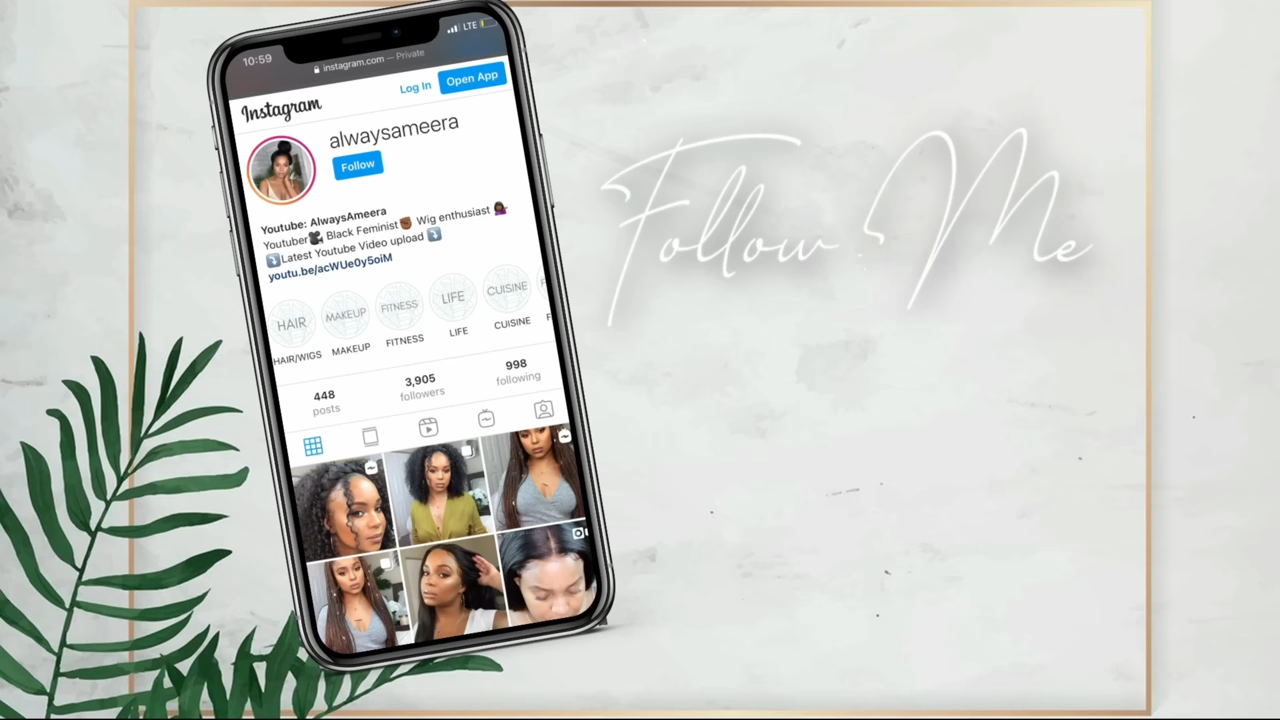 10:59
LTE
instagram.com — Private
Instagram
Log In
Open App
alwaysameera
Follow
Youtube: AlwaysAmeera
Youtuber🎥 Black Feminist✊🏾 Wig enthusiast 💁🏾‍♀️
⤵️Latest Youtube Video upload ⤵️
youtu.be/acWUe0y5oiM
HAIR MAKEUP FITNESS LIFE CUISINE F
HAIR/WIGS MAKEUP FITNESS LIFE CUISINE F
448 3,905 998
posts followers following
Follow Me